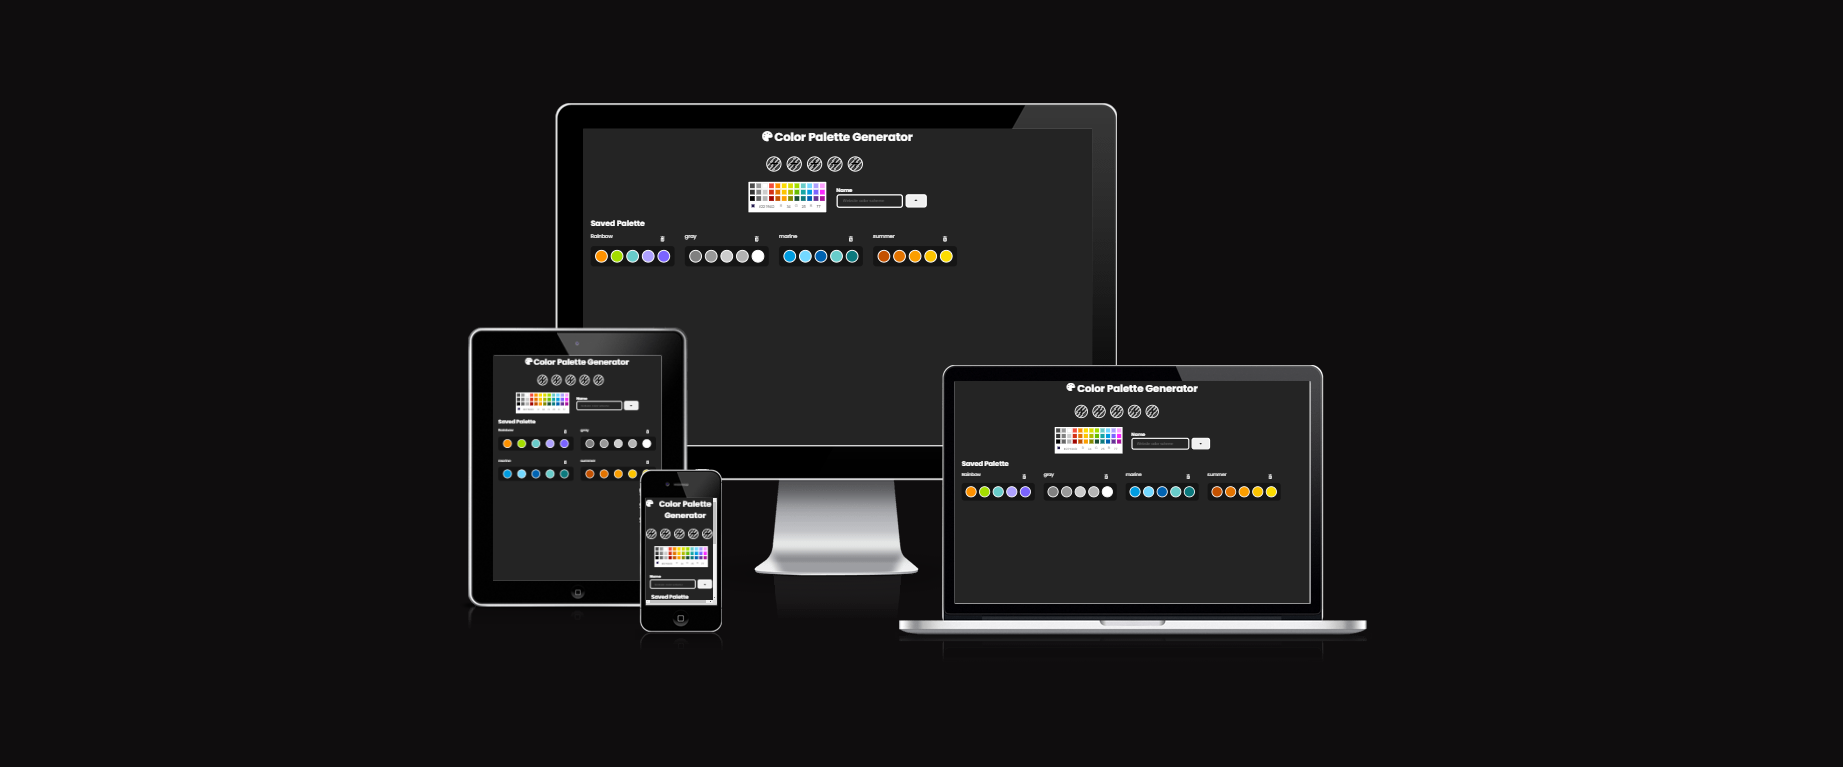 Color Palette Generator
Name
Saved Palette
Rainbow
gray
marine
summer
Color Palette Generator
Name
Saved Palette
Rainbow
gray
marine
summer
Color Palette
Generator
Name
Saved Palette
Color Palette Generator
Name
Saved Palette
Rainbow
gray
marine
summer